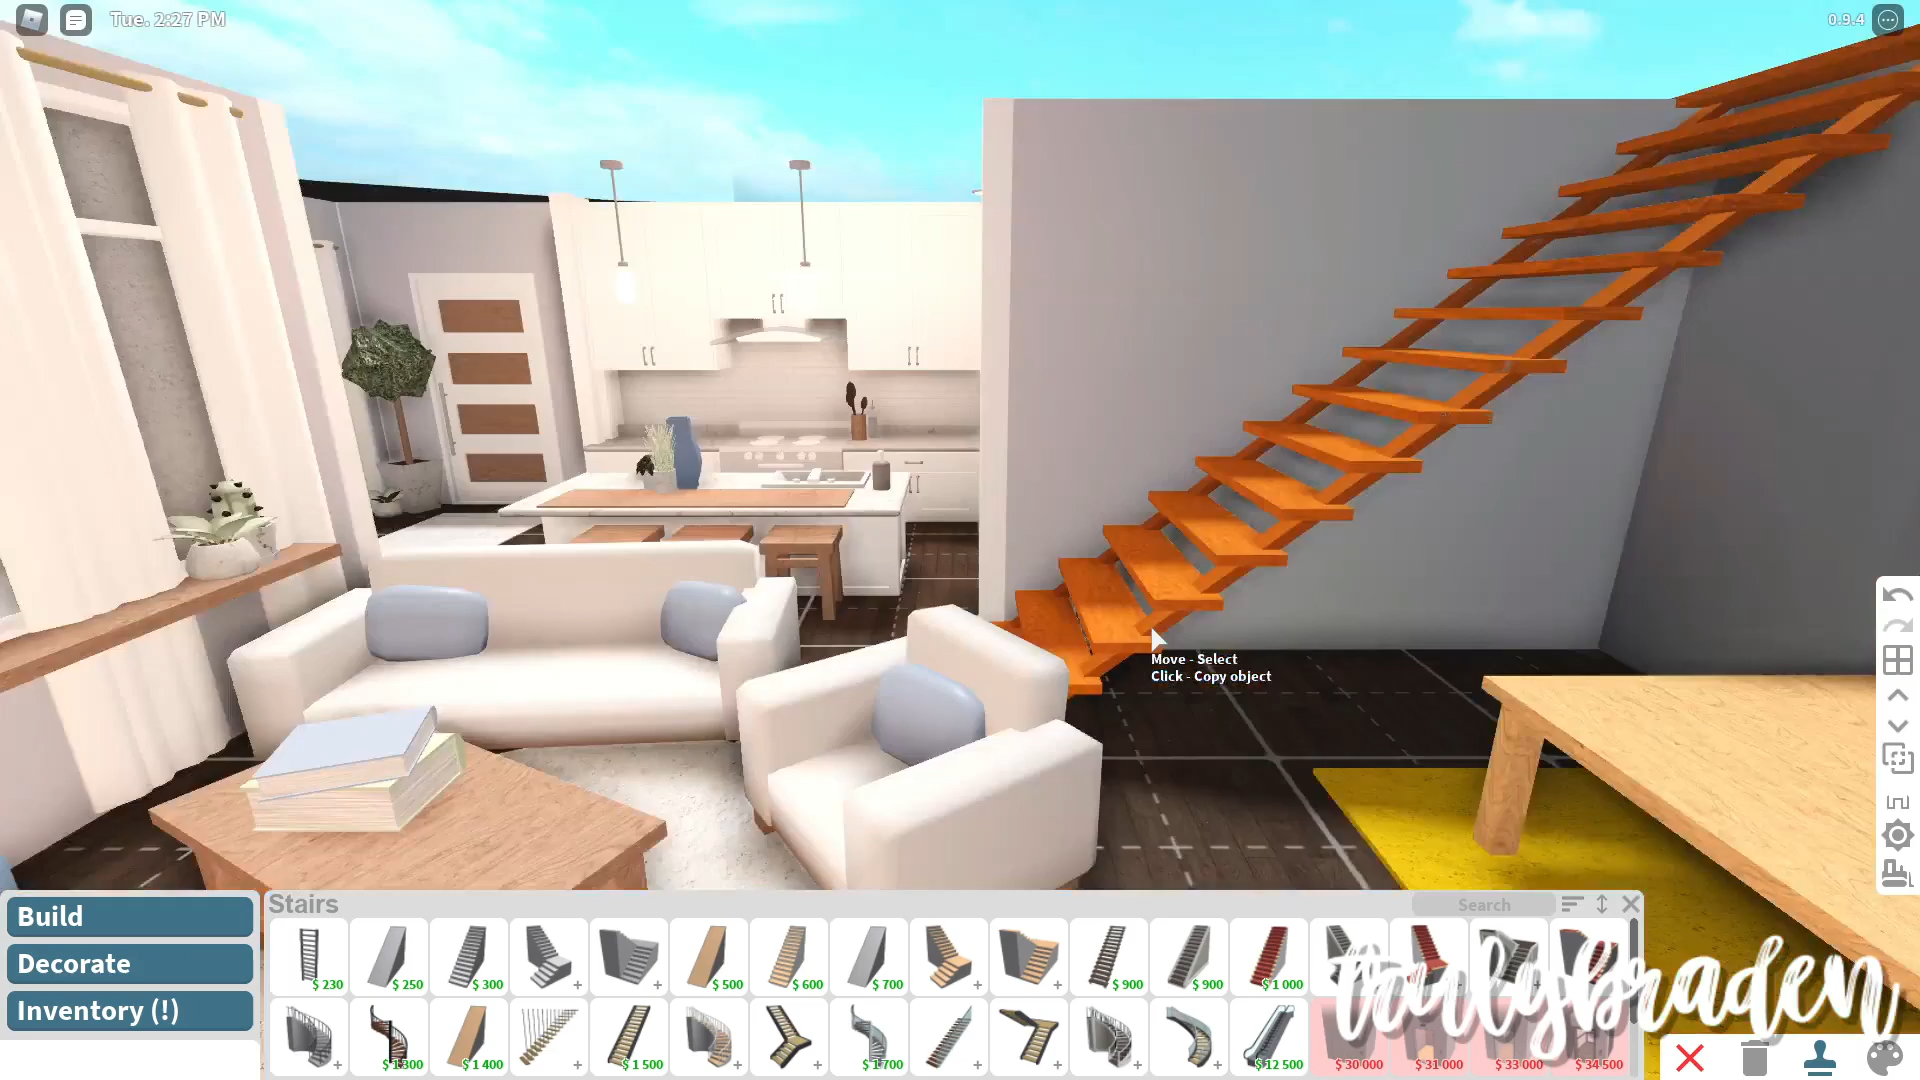 Tue. 2:27 PM
0.9.4
Move - Select
Click - Copy object
Build
Decorate
Inventory (!)
Stairs
Search
$ 230
$ 250
$ 300
+
+
$ 500
$ 600
$ 700
+
+
$ 900
$ 900
$ 1 000
+
$ 1 300
$ 1 400
+
$ 1 500
+
+
$ 1 700
+
+
+
+
$ 12 500
$ 30 000
$ 31 000
$ 33 000
$ 34 500